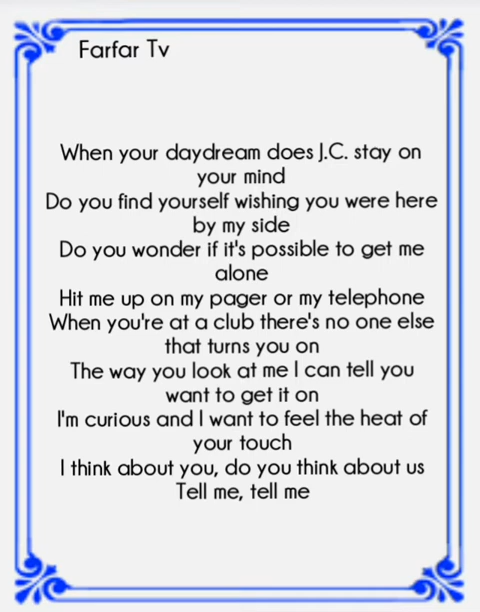 Farfar Tv
When your daydream does J.C. stay on
your mind
Do you find yourself wishing you were here
by my side
Do you wonder if it's possible to get me
alone
Hit me up on my pager or my telephone
When you're at a club there's no one else
that turns you on
The way you look at me I can tell you
want to get it on
I'm curious and I want to feel the heat of
your touch
I think about you, do you think about us
Tell me, tell me